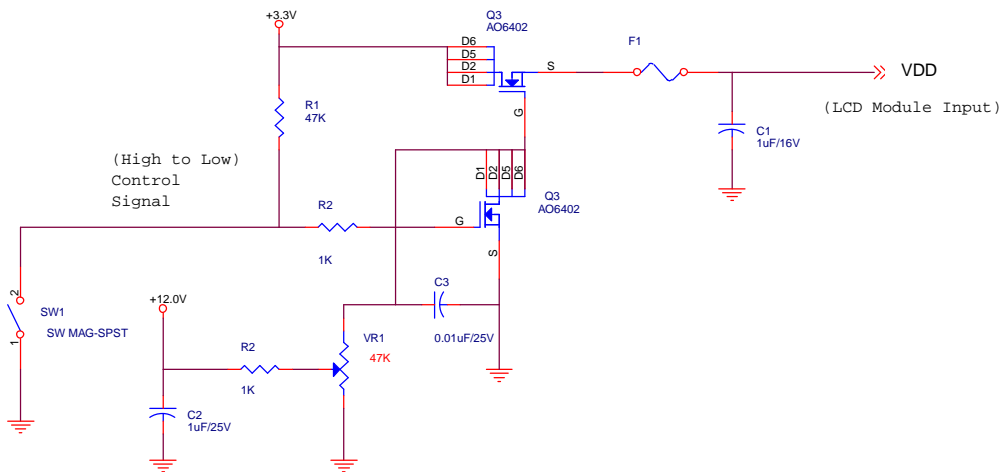 +3.3V
Q3
AO6402
D6
D5
D2
D1
S
G
F1
VDD
(LCD Module Input)
R1
47K
C1
1uF/16V
(High to Low)
Control
Signal
D1
D2
D5
D6
Q3
AO6402
R2
1K
G
S
2
1
SW1
SW MAG-SPST
+12.0V
C3
0.01uF/25V
R2
1K
VR1
47K
C2
1uF/25V